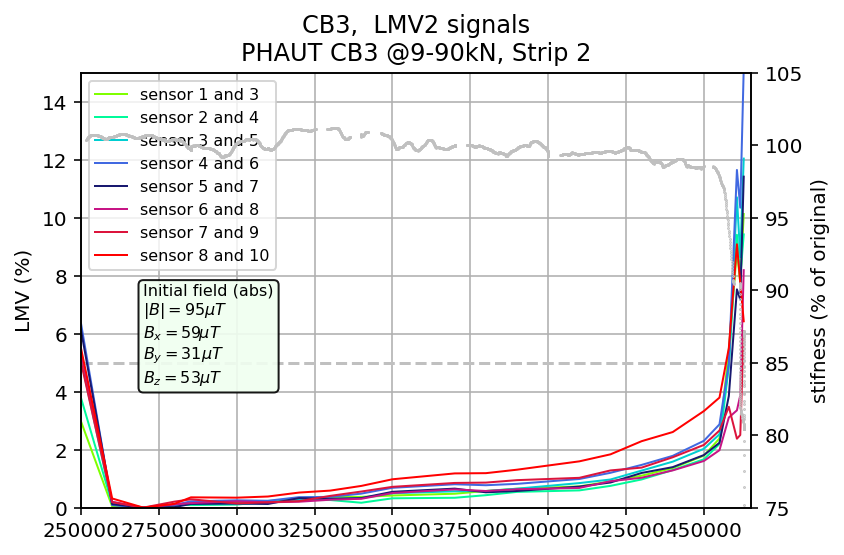 CB3,  LMV2 signals
PHAUT CB3 @9-90kN, Strip 2
LMV (%)
14
12
10
8
6
4
2
0
sensor 1 and 3
sensor 2 and 4
sensor 3 and 5
sensor 4 and 6
sensor 5 and 7
sensor 6 and 8
sensor 7 and 9
sensor 8 and 10
Initial field (abs)
|B| = 95μT
Bx = 59μT
By = 31μT
Bz = 53μT
105
100
95
90
85
80
75
stifness (% of original)
250000 275000 300000 325000 350000 375000 400000 425000 450000